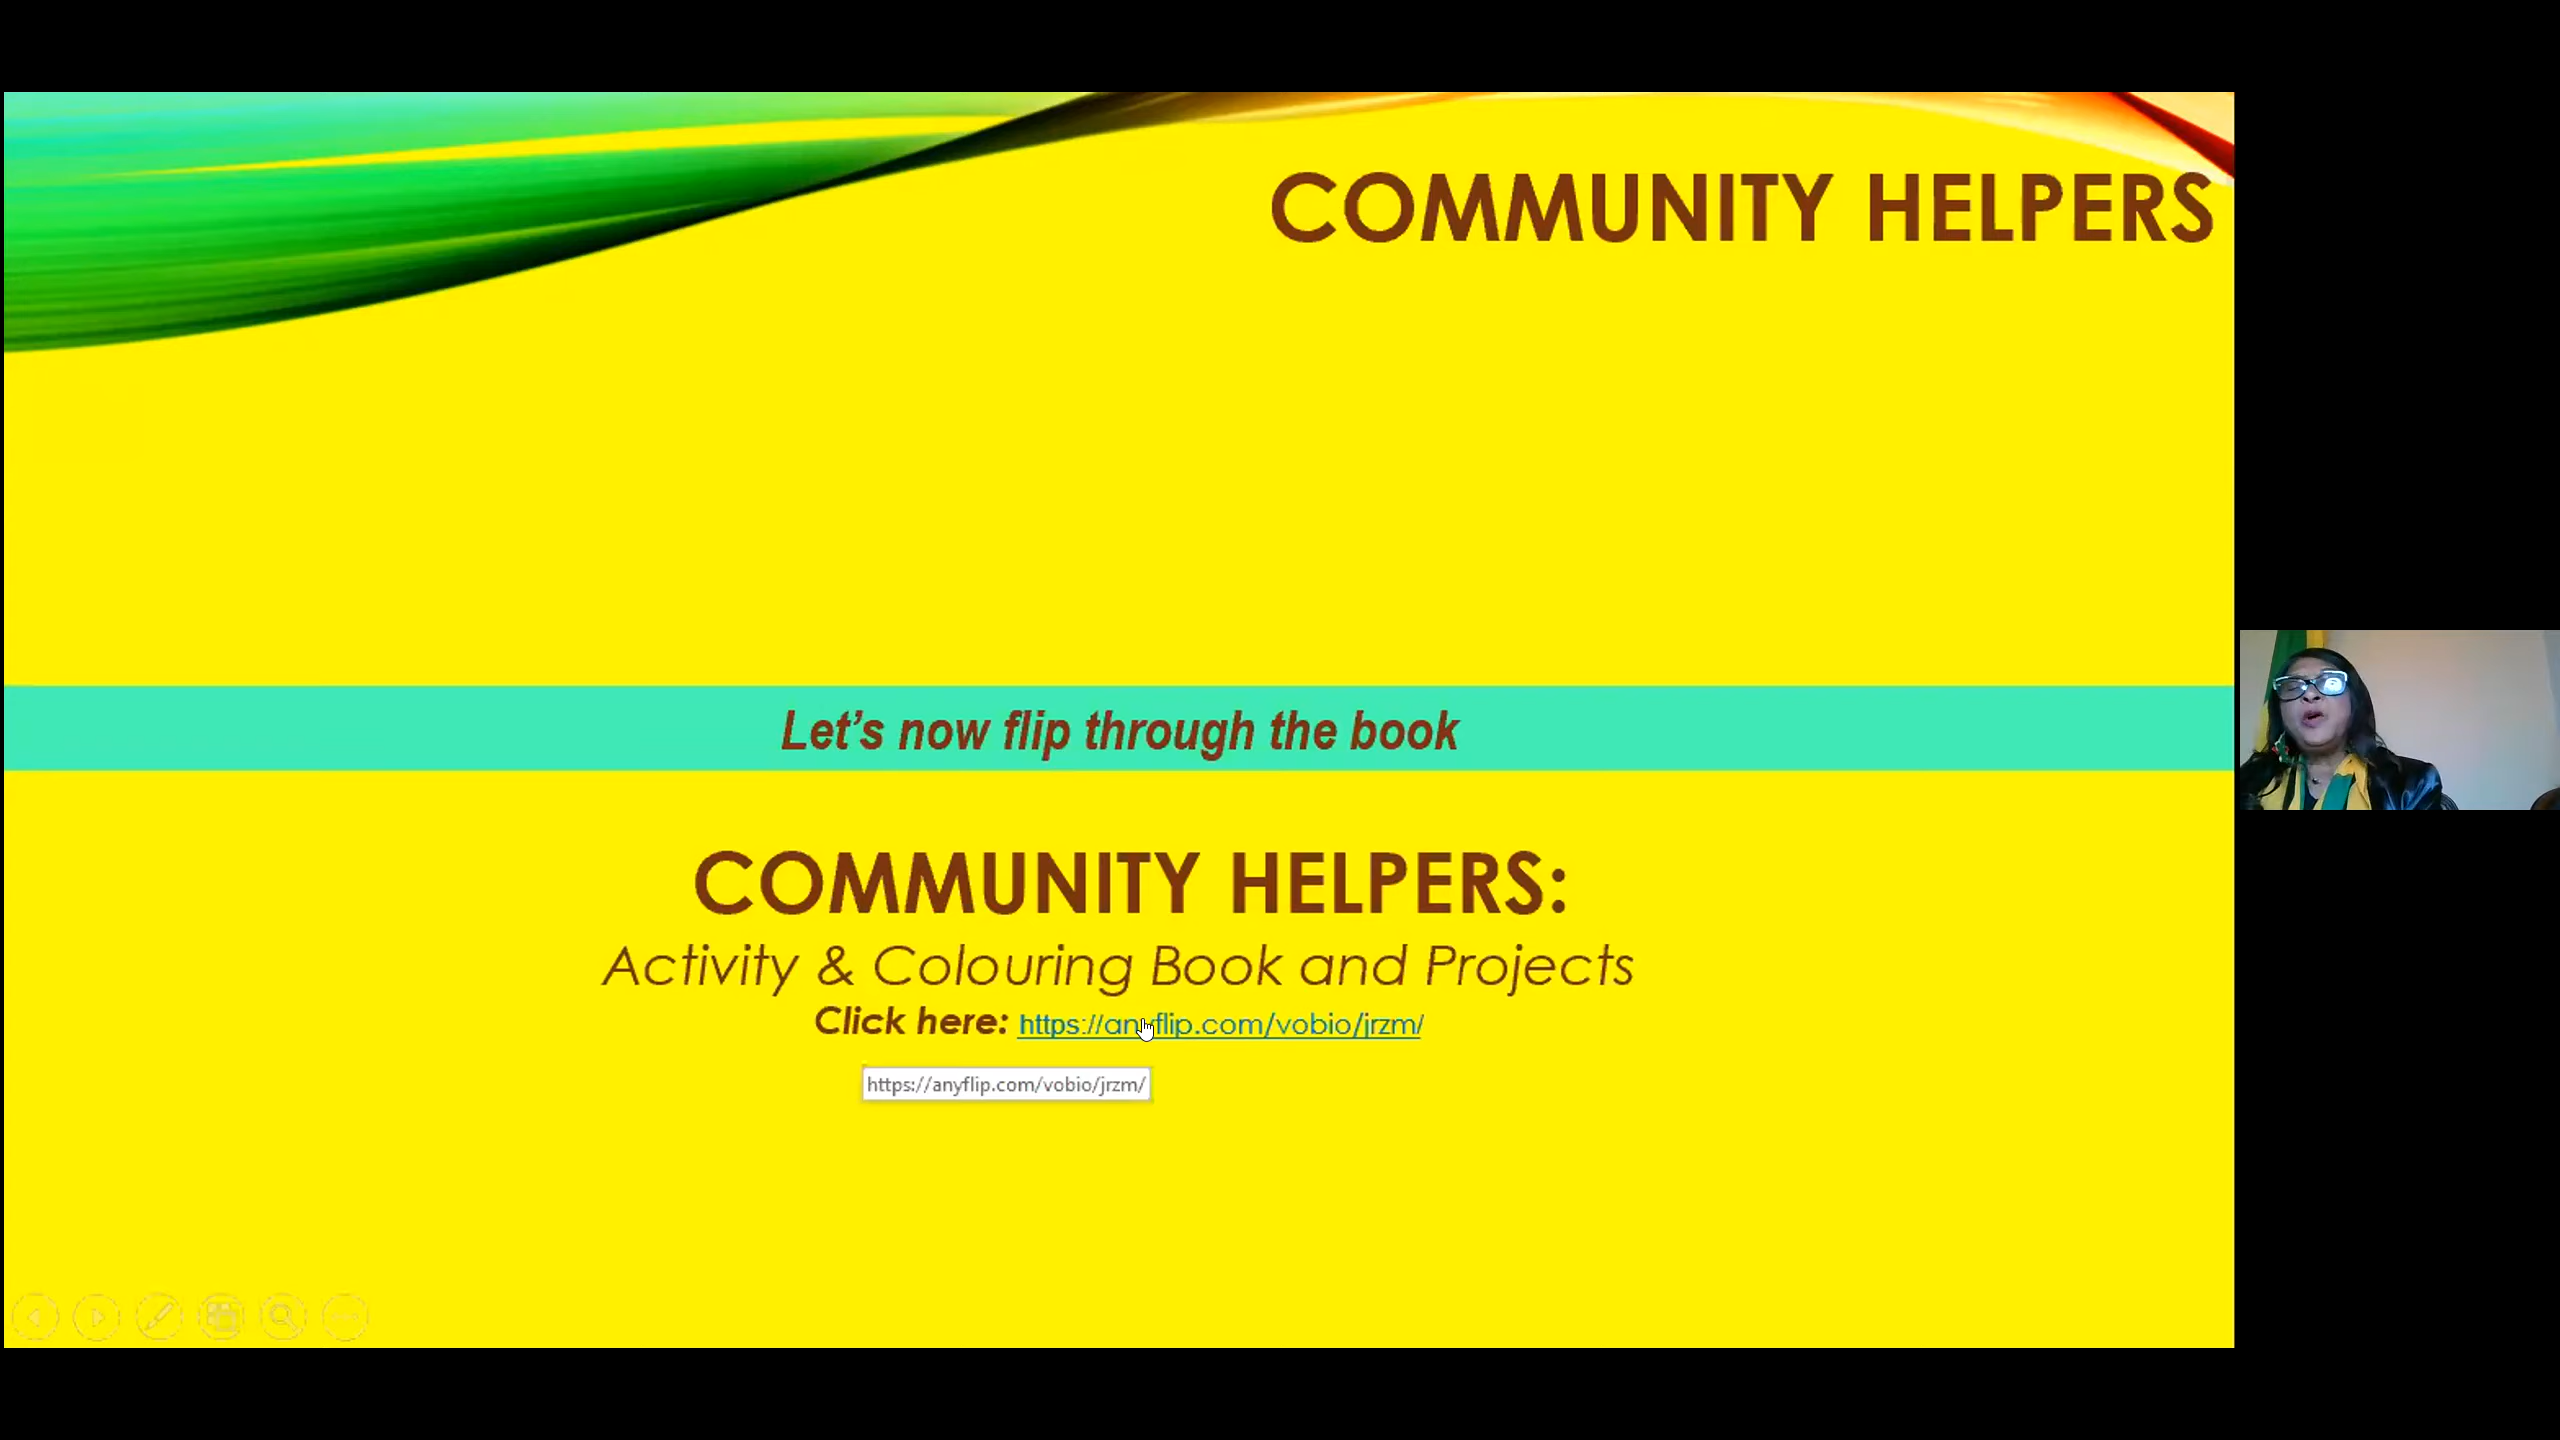 COMMUNITY HELPERS
Let's now flip through the book
COMMUNITY HELPERS:
Activity & Colouring Book and Projects
Click here: https://anyflip.com/vobio/jrzm/
https://anyflip.com/vobio/jrzm/